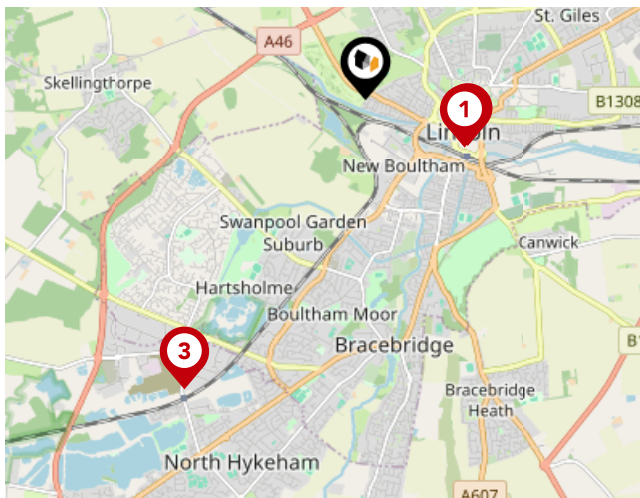 St. Giles
A46
Skellingthorpe
B1308
1
Lincoln
New Boultham
Swanpool Garden
Suburb
Canwick
Hartsholme
Boultham Moor
B1
3
Bracebridge
Bracebridge
Heath
North Hykeham
A607